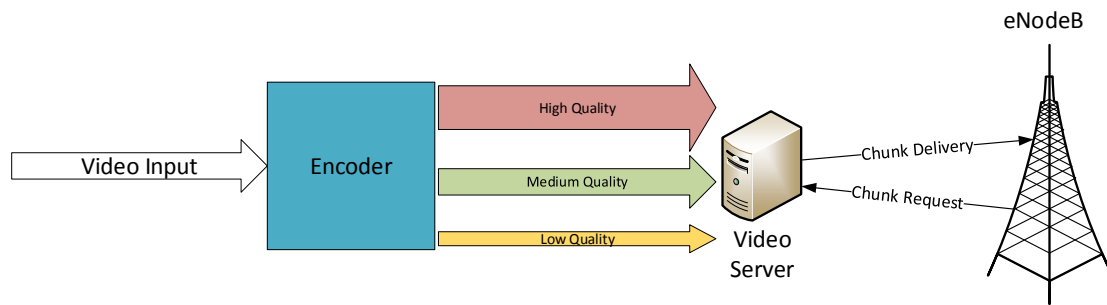 eNodeB
Video Input
Encoder
High Quality
Medium Quality
Low Quality
Video
Server
Chunk Delivery
Chunk Request